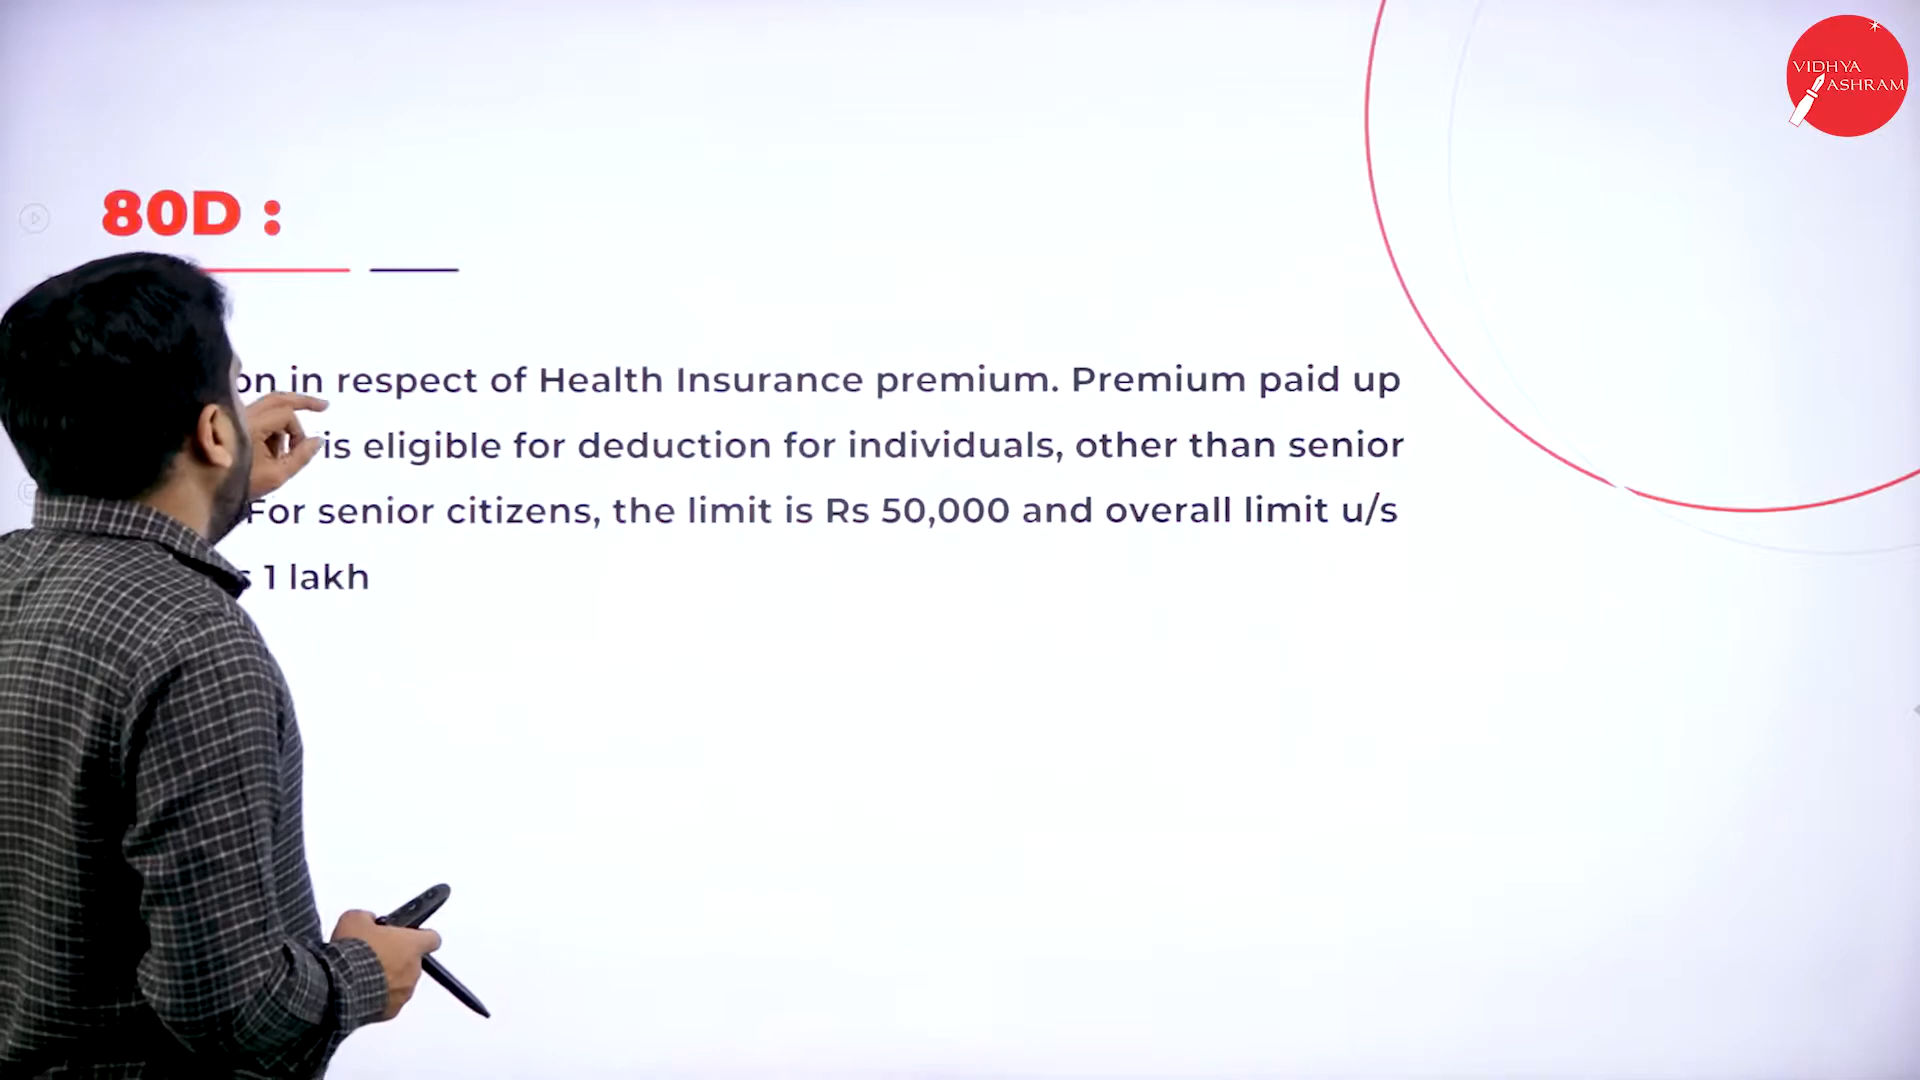 VIDHYA
ASHRAM
80D :
in respect of Health Insurance premium. Premium paid up
is eligible for deduction for individuals, other than senior
For senior citizens, the limit is Rs 50,000 and overall limit u/s
1 lakh